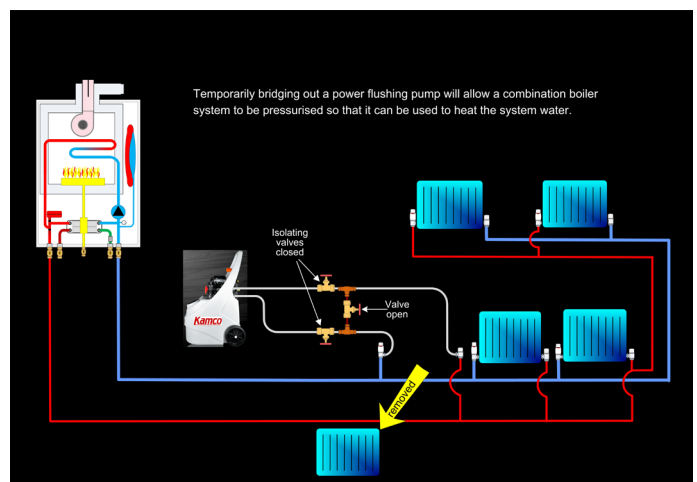 Temporarily bridging out a power flushing pump will allow a combination boiler
system to be pressurised so that it can be used to heat the system water.
Isolating
valves
closed
Valve
open
Kamco
removed